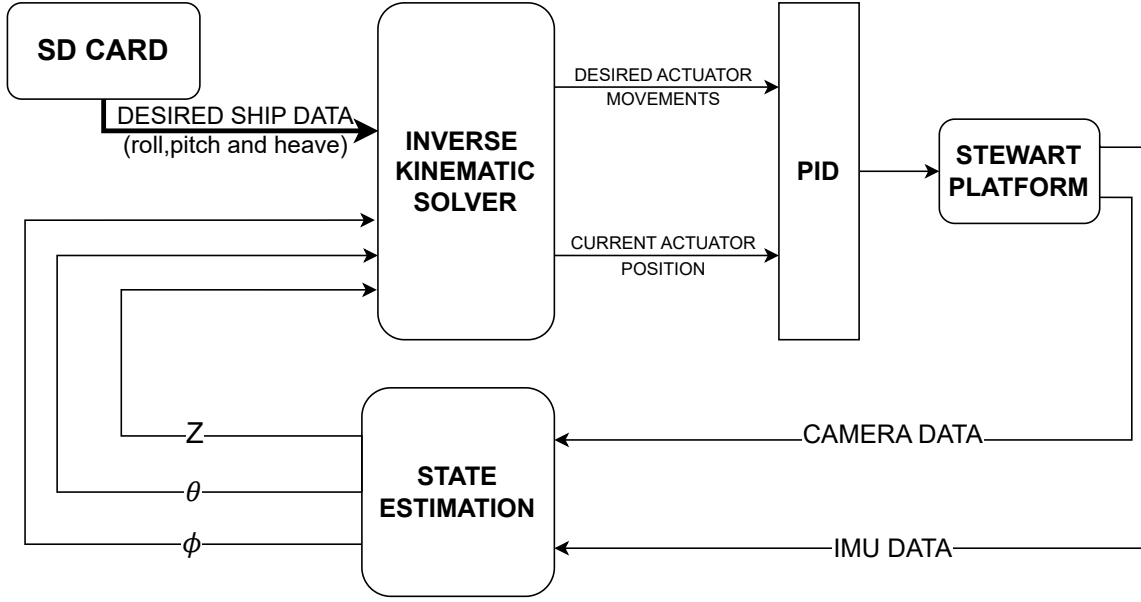 SD CARD
DESIRED SHIP DATA
(roll,pitch and heave)
INVERSE
KINEMATIC
SOLVER
DESIRED ACTUATOR
MOVEMENTS
CURRENT ACTUATOR
POSITION
PID
STEWART
PLATFORM
Z
θ
ϕ
STATE
ESTIMATION
CAMERA DATA
IMU DATA